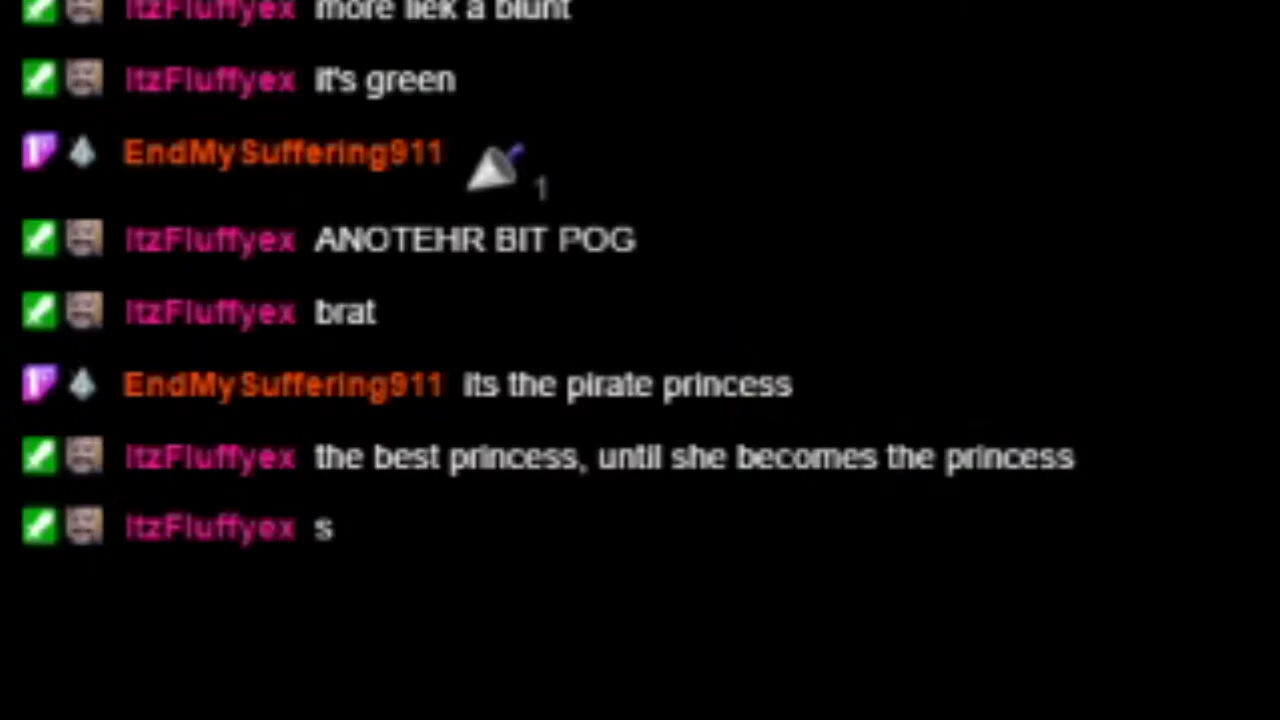 ItzFluffyex more liek a blunt
ItzFluffyex it's green
EndMySuffering911 1
ItzFluffyex ANOTEHR BIT POG
ItzFluffyex brat
EndMySuffering911 its the pirate princess
ItzFluffyex the best princess, until she becomes the princess
ItzFluffyex s